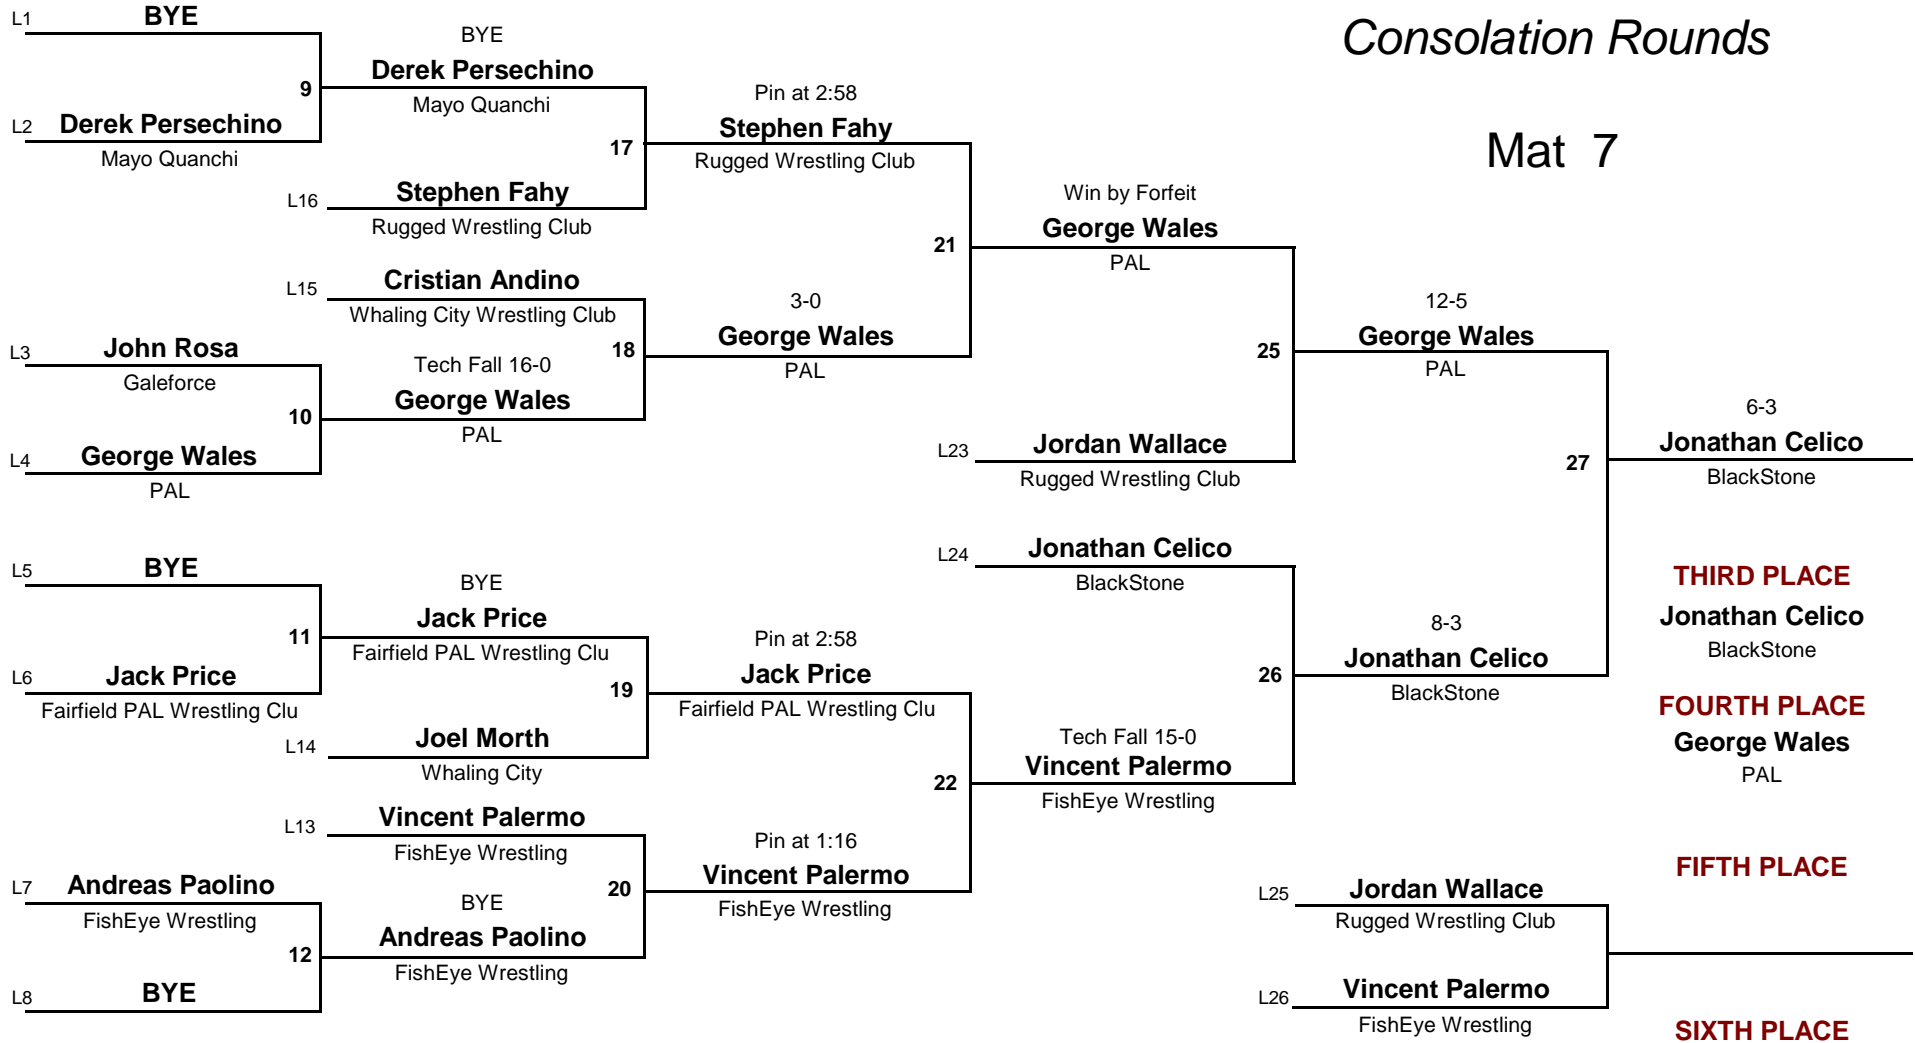 Consolation Rounds
Mat 7
L1 BYE
9
L2 Derek Persechino
Mayo Quanchi
BYE
Derek Persechino
Mayo Quanchi
17
L16 Stephen Fahy
Rugged Wrestling Club
Pin at 2:58
Stephen Fahy
Rugged Wrestling Club
L15 Cristian Andino
Whaling City Wrestling Club
18
L3 John Rosa
Galeforce
10
L4 George Wales
PAL
Tech Fall 16-0
George Wales
PAL
3-0
George Wales
PAL
21
Win by Forfeit
George Wales
PAL
25
L23 Jordan Wallace
Rugged Wrestling Club
12-5
George Wales
PAL
27
6-3
Jonathan Celico
BlackStone
L5 BYE
11
L6 Jack Price
Fairfield PAL Wrestling Clu
BYE
Jack Price
Fairfield PAL Wrestling Clu
19
L14 Joel Morth
Whaling City
Pin at 2:58
Jack Price
Fairfield PAL Wrestling Clu
22
L13 Vincent Palermo
FishEye Wrestling
20
L7 Andreas Paolino
FishEye Wrestling
12
L8 BYE
BYE
Andreas Paolino
FishEye Wrestling
Pin at 1:16
Vincent Palermo
FishEye Wrestling
L24 Jonathan Celico
BlackStone
26
Tech Fall 15-0
Vincent Palermo
FishEye Wrestling
8-3
Jonathan Celico
BlackStone
THIRD PLACE
Jonathan Celico
BlackStone
FOURTH PLACE
George Wales
PAL
FIFTH PLACE
L25 Jordan Wallace
Rugged Wrestling Club
L26 Vincent Palermo
FishEye Wrestling
SIXTH PLACE